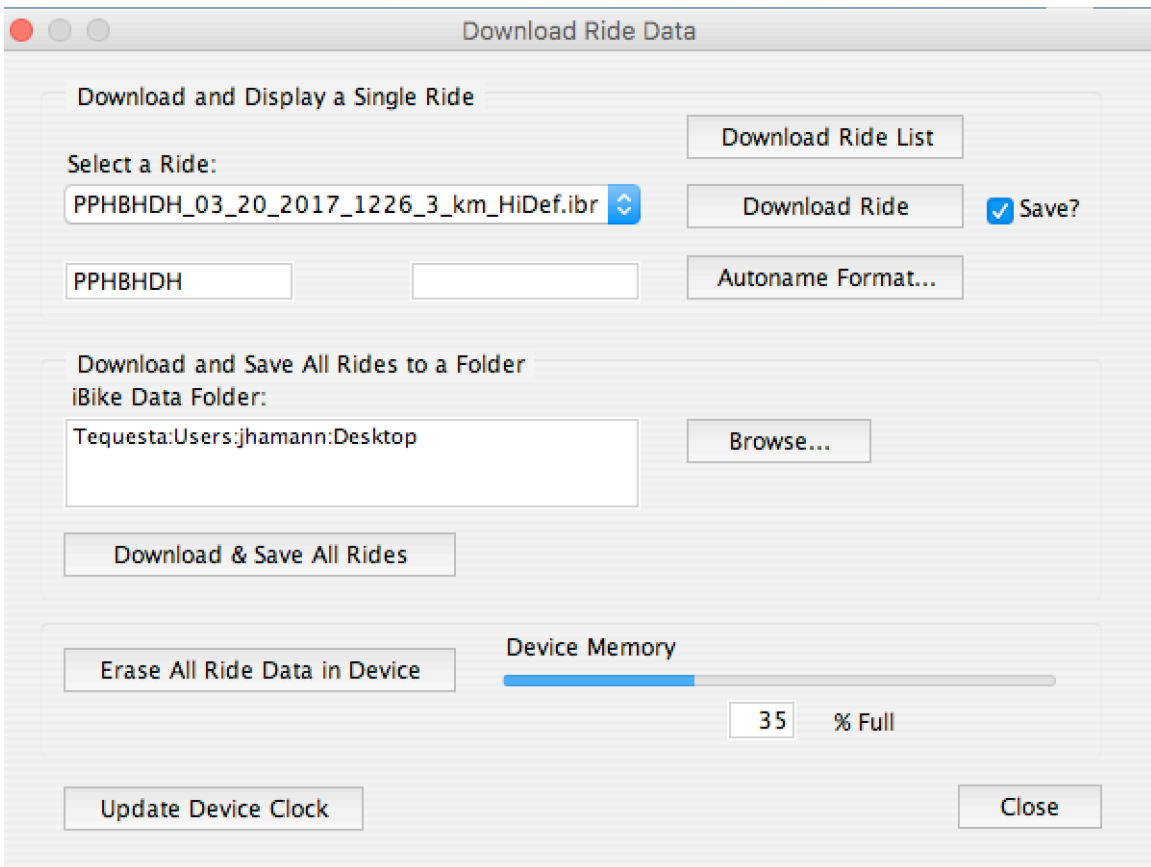 Download Ride Data
Download and Display a Single Ride
Download Ride List
Select a Ride:
PPHBHDH_03_20_2017_1226_3_km_HiDef.ibr
Download Ride
Save?
PPHBHDH
Autoname Format...
Download and Save All Rides to a Folder
iBike Data Folder:
Tequesta:Users:jhamann:Desktop
Browse...
Download & Save All Rides
Device Memory
Erase All Ride Data in Device
35 % Full
Update Device Clock
Close